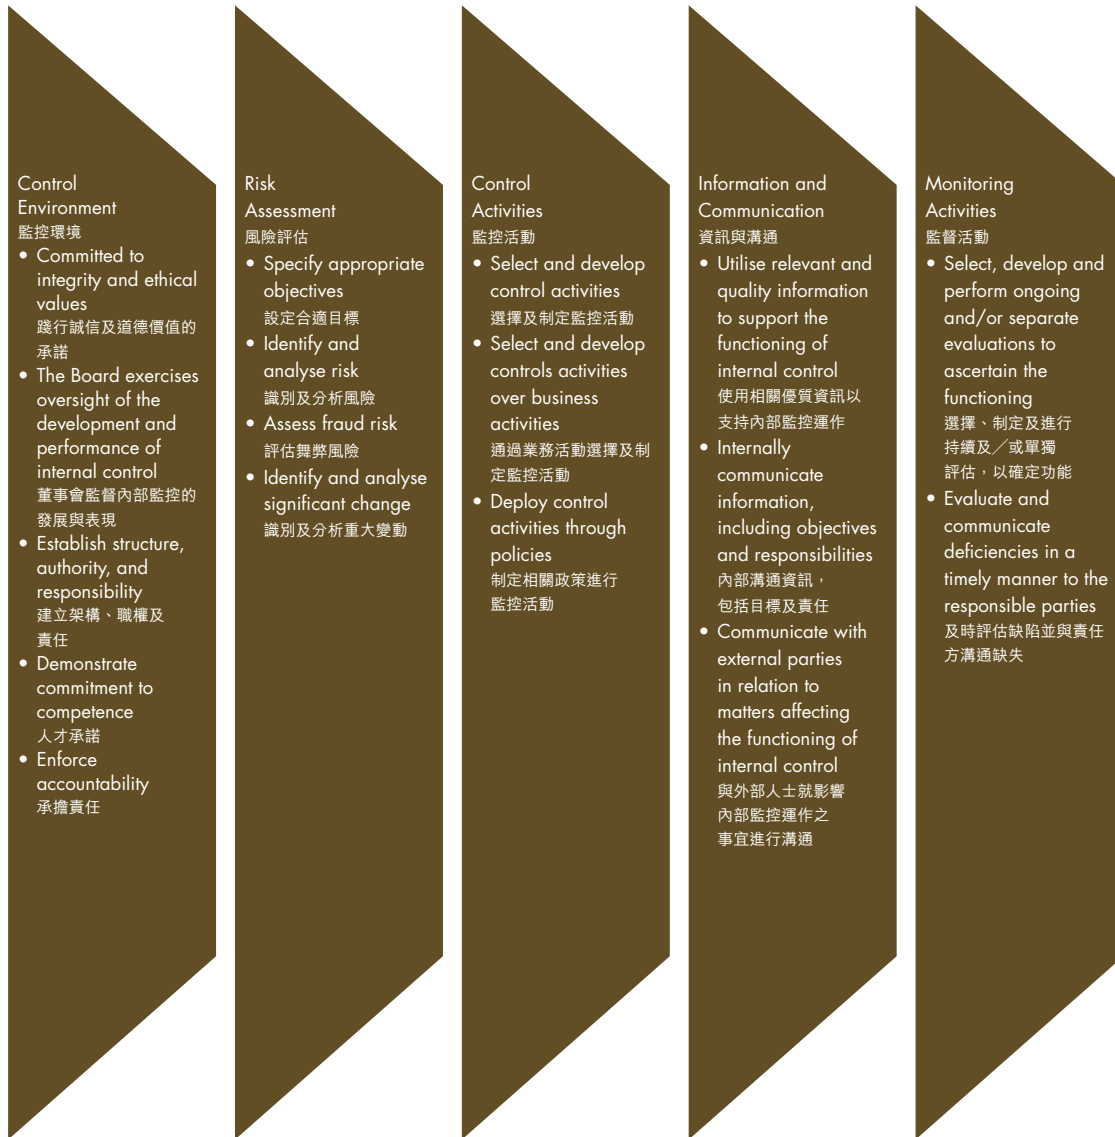 Control
Environment
監控環境
• Committed to
integrity and ethical
values
踐行誠信及道德價值的
承諾
• The Board exercises
oversight of the
development and
performance of
internal control
董事會監督內部監控的
發展與表現
• Establish structure,
authority, and
responsibility
建立架構、職權及
責任
• Demonstrate
commitment to
competence
人才承諾
• Enforce
accountability
承擔責任
Risk
Assessment
風險評估
• Specify appropriate
objectives
設定合適目標
• Identify and
analyse risk
識別及分析風險
• Assess fraud risk
評估舞弊風險
• Identify and analyse
significant change
識別及分析重大變動
Control
Activities
監控活動
• Select and develop
control activities
選擇及制定監控活動
• Select and develop
controls activities
over business
activities
通過業務活動選擇及制
定監控活動
• Deploy control
activities through
policies
制定相關政策進行
監控活動
Information and
Communication
資訊與溝通
• Utilise relevant and
quality information
to support the
functioning of
internal control
使用相關優質資訊以
支持內部監控運作
• Internally
communicate
information,
including objectives
and responsibilities
內部溝通資訊，
包括目標及責任
• Communicate with
external parties
in relation to
matters affecting
the functioning of
internal control
與外部人士就影響
內部監控運作之
事宜進行溝通
Monitoring
Activities
監督活動
• Select, develop and
perform ongoing
and/or separate
evaluations to
ascertain the
functioning
選擇、制定及進行
持續及╱或單獨
評估，以確定功能
• Evaluate and
communicate
deficiencies in a
timely manner to the
responsible parties
及時評估缺陷並與責任
方溝通缺失